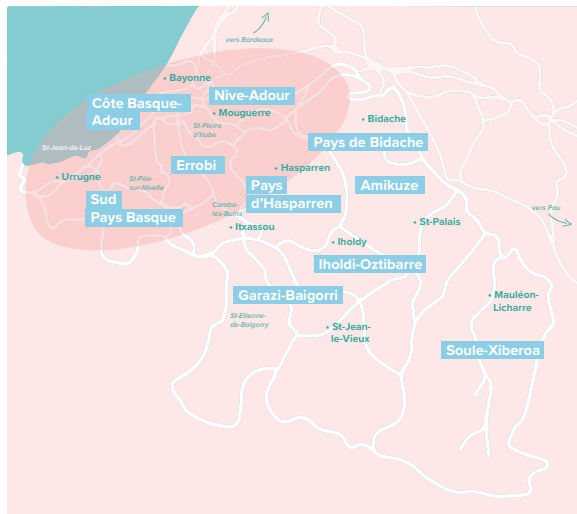 vers Bordeaux
• Bayonne
Nive-Adour
Côte Basque-
Adour
• Mouguerre
St-Pierre
d'Irube
• Bidache
St-Jean-de-Luz
Pays de Bidache
Errobi
• Hasparren
• Urrugne
St-Pée-
sur-Nivelle
Pays
d'Hasparren
Amikuze
Sud
Pays Basque
Cambo-
les-Bains
vers Pau
• Itxassou
• St-Palais
• Iholdy
Iholdi-Oztibarre
Garazi-Baigorri
• Mauléon-
Licharre
St-Etienne-
de-Baigorry
• St-Jean-
le-Vieux
Soule-Xiberoa